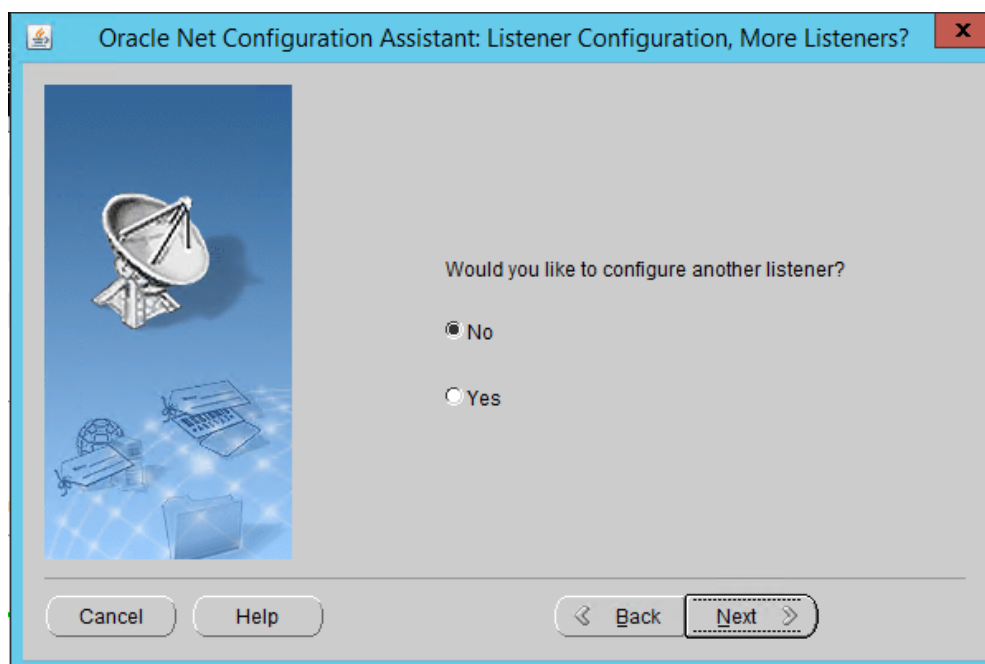 Oracle Net Configuration Assistant: Listener Configuration, More Listeners?
x
Would you like to configure another listener?
No
Yes
Cancel Help Back Next